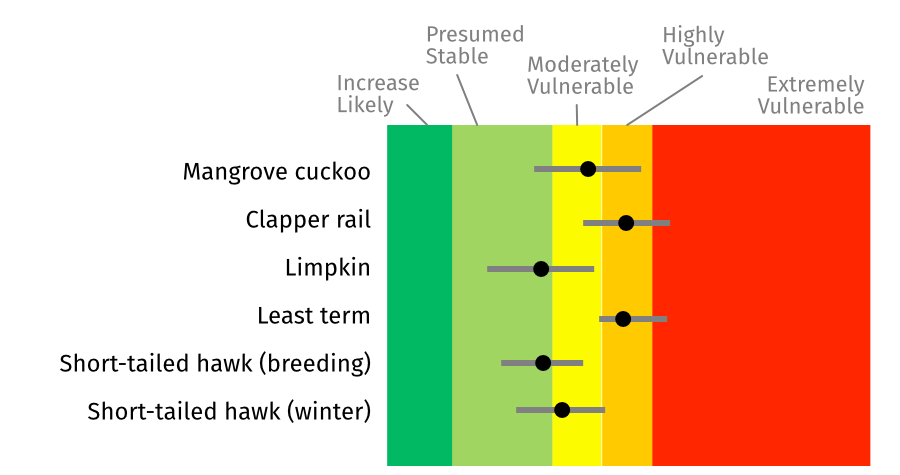 Presumed
Stable
Highly
Vulnerable
Moderately
Vulnerable
Increase
Likely
Extremely
Vulnerable
Mangrove cuckoo
Clapper rail
Limpkin
Least term
Short-tailed hawk (breeding)
Short-tailed hawk (winter)